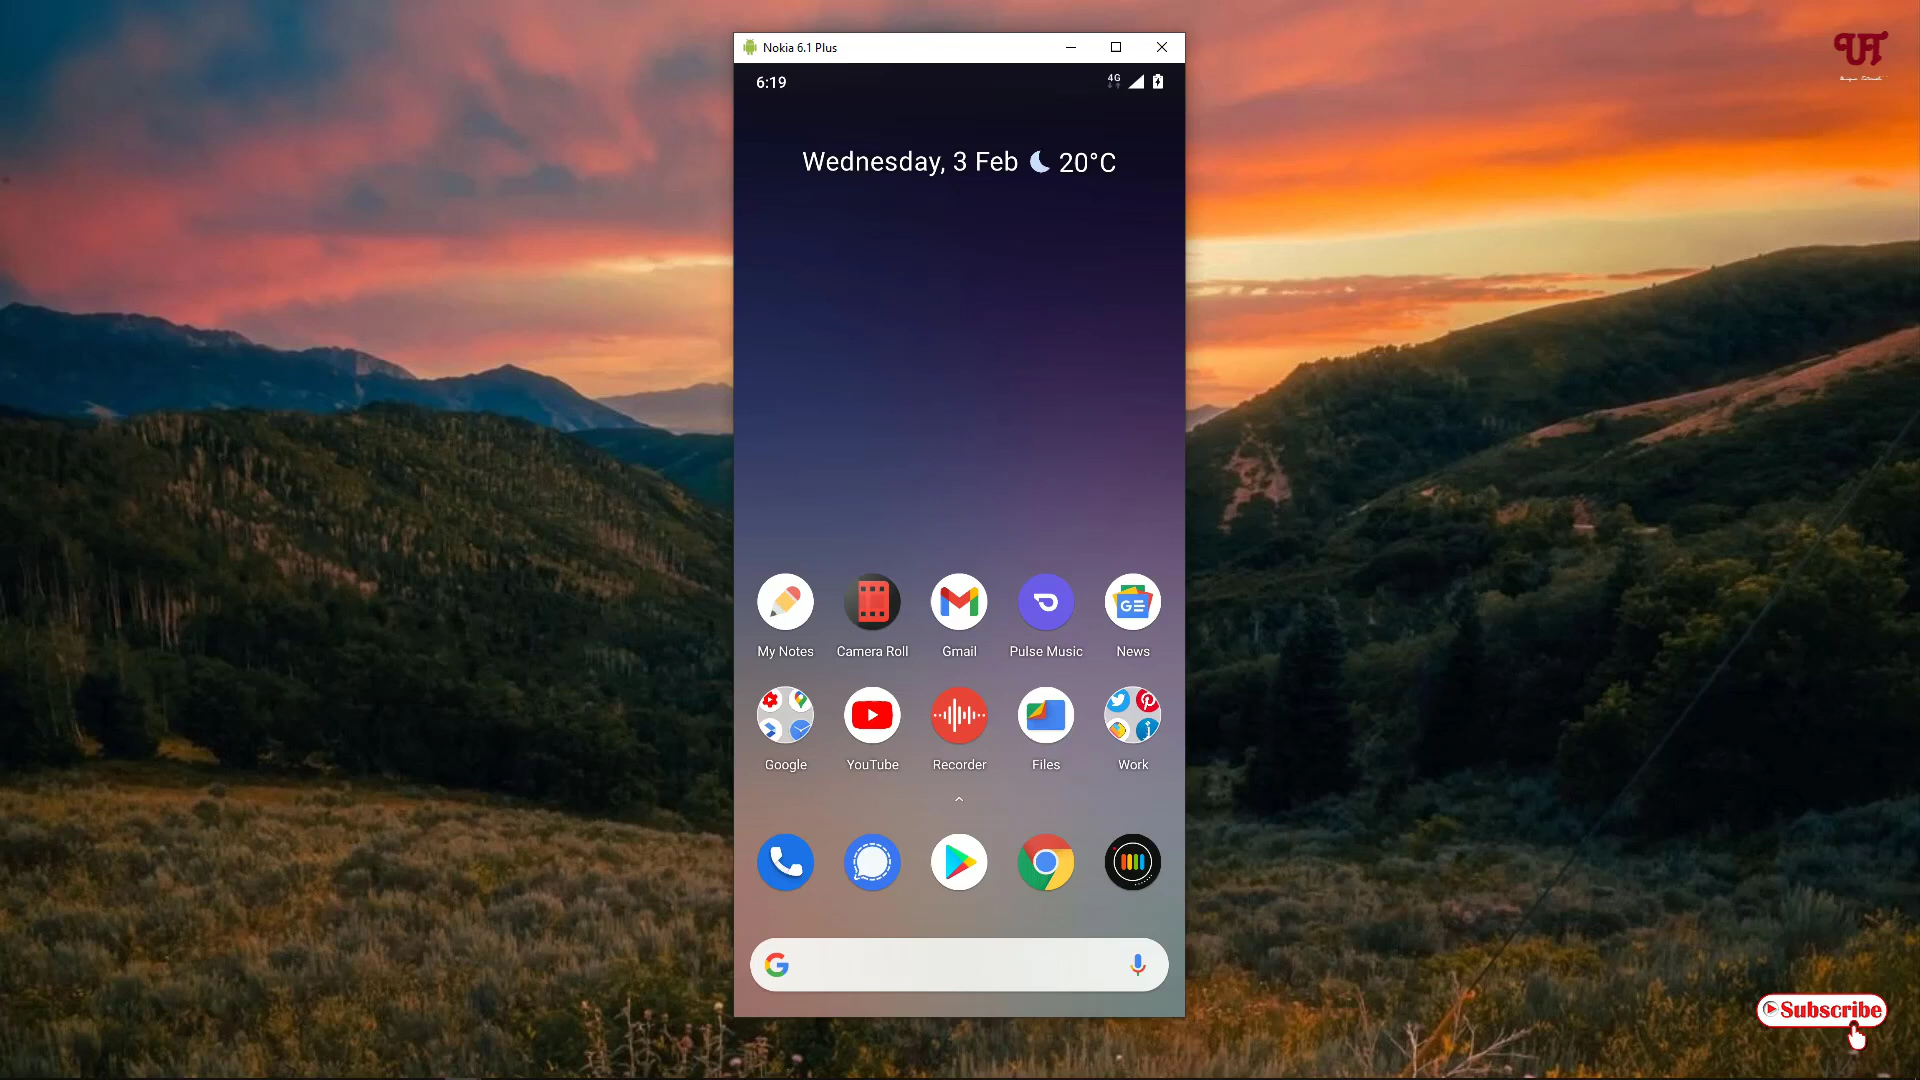 Nokia 6.1 Plus
6:19
4G
Wednesday, 3 Feb 20°C
My Notes Camera Roll Gmail Pulse Music News
Google YouTube Recorder Files Work
Subscribe